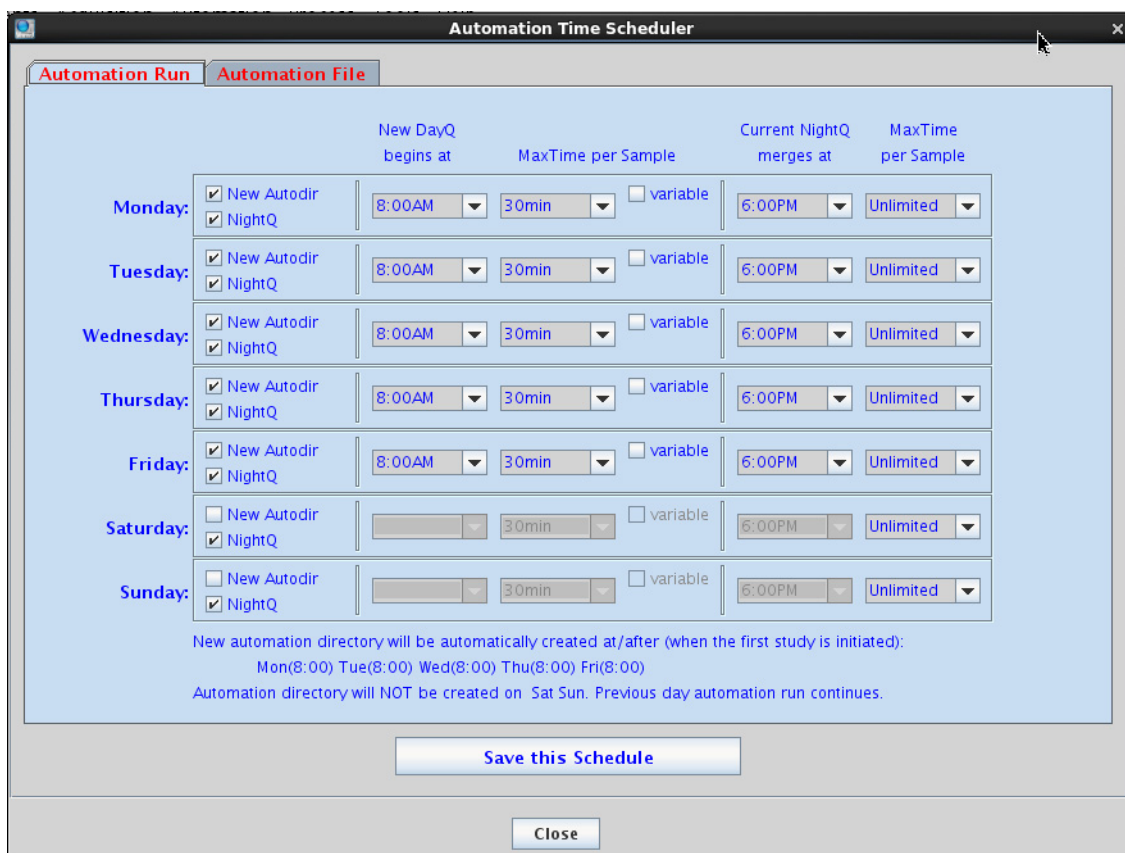 Automation Time Scheduler
Automation Run Automation File
New DayQ Current NightQ MaxTime
begins at MaxTime per Sample merges at per Sample
New Autodir variable
Monday: 8:00AM 30min 6:00PM Unlimited
NightQ
New Autodir variable
Tuesday: 8:00AM 30min 6:00PM Unlimited
NightQ
New Autodir variable
Wednesday: 8:00AM 30min 6:00PM Unlimited
NightQ
New Autodir variable
Thursday: 8:00AM 30min 6:00PM Unlimited
NightQ
New Autodir variable
Friday: 8:00AM 30min 6:00PM Unlimited
NightQ
New Autodir variable
Saturday: 30min 6:00PM Unlimited
NightQ
New Autodir variable
Sunday: 30min 6:00PM Unlimited
NightQ
New automation directory will be automatically created at/after (when the first study is initiated):
Mon(8:00) Tue(8:00) Wed(8:00) Thu(8:00) Fri(8:00)
Automation directory will NOT be created on Sat Sun. Previous day automation run continues.
Save this Schedule
Close